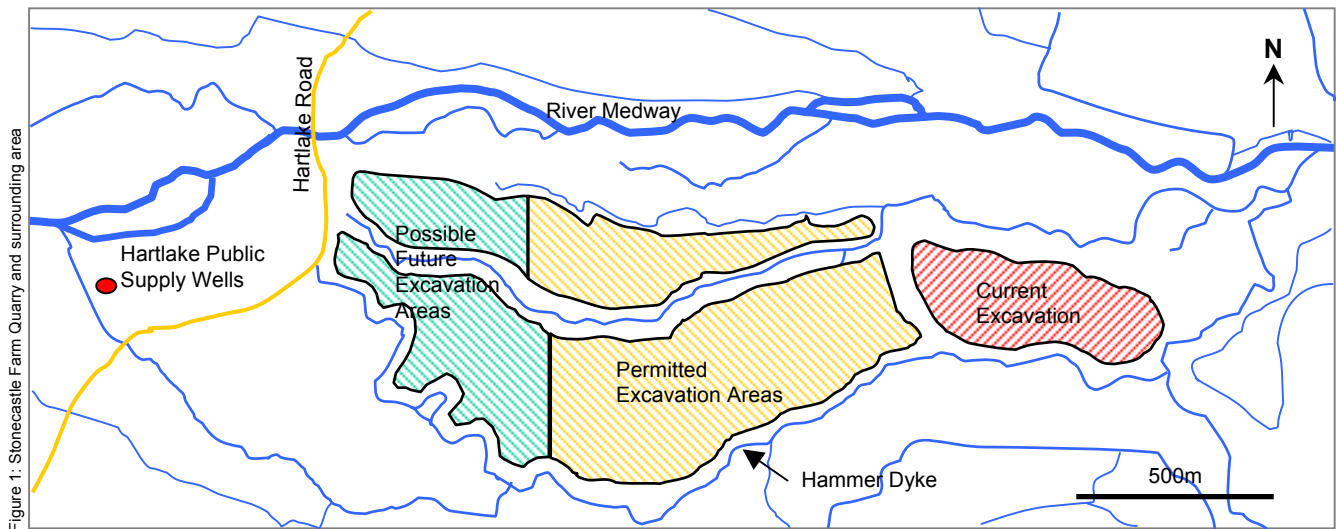 N
River Medway
Hartlake Road
Hartlake Public
Supply Wells
Possible
Future
Excavation
Areas
Current
Excavation
Permitted
Excavation Areas
Hammer Dyke
500m
Figure 1: Stonecastle Farm Quarry and surrounding area